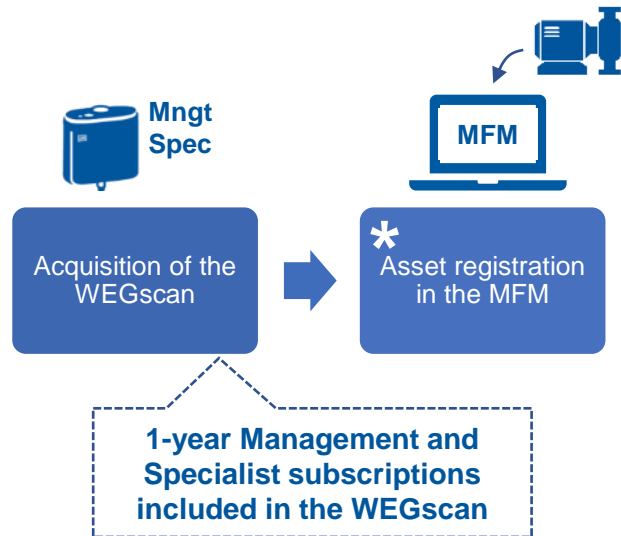 Mngt
Spec
MFM
Acquisition of the
WEGscan
*
Asset registration
in the MFM
1-year Management and
Specialist subscriptions
included in the WEGscan